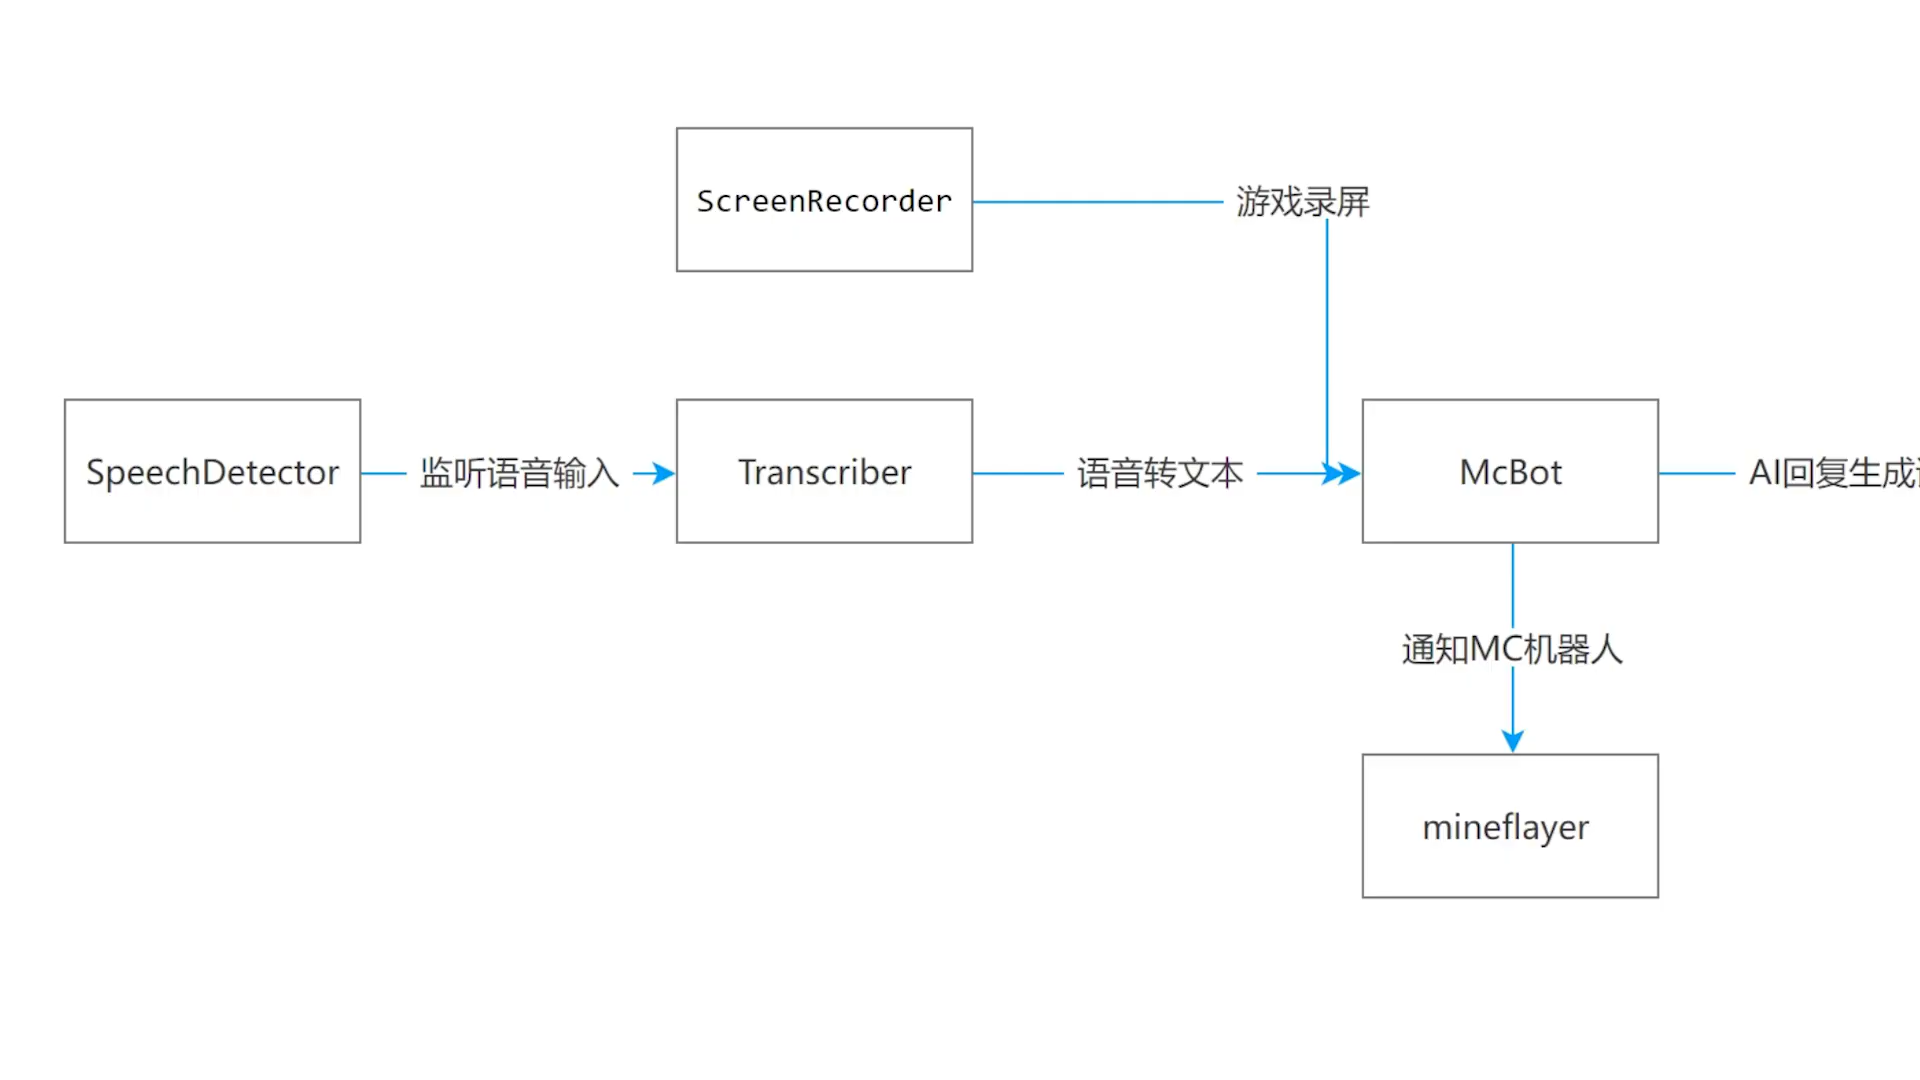 ScreenRecorder
游戏录屏
SpeechDetector
监听语音输入
Transcriber
语音转文本
McBot
AI回复生成
通知MC机器人
mineflayer